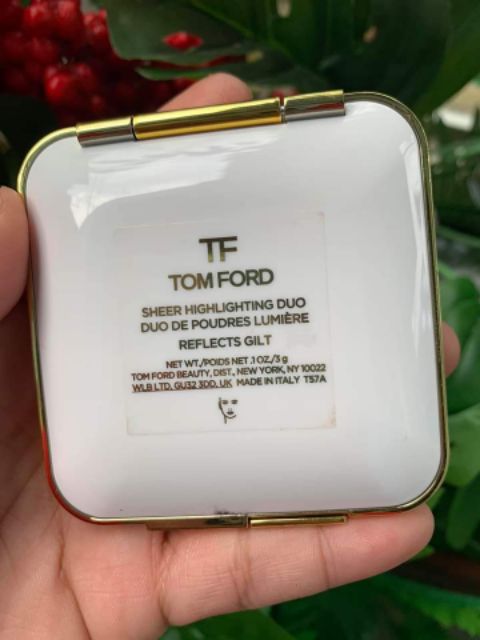 TF
TOM FORD
SHEER HIGHLIGHTING DUO
DUO DE POUDRES LUMIÈRE
REFLECTS GILT
NET WT./POIDS NET .1 OZ./3 g
TOM FORD BEAUTY, DIST., NEW YORK, NY 10022
WLB LTD, GU32 3DD, UK MADE IN ITALY T57A